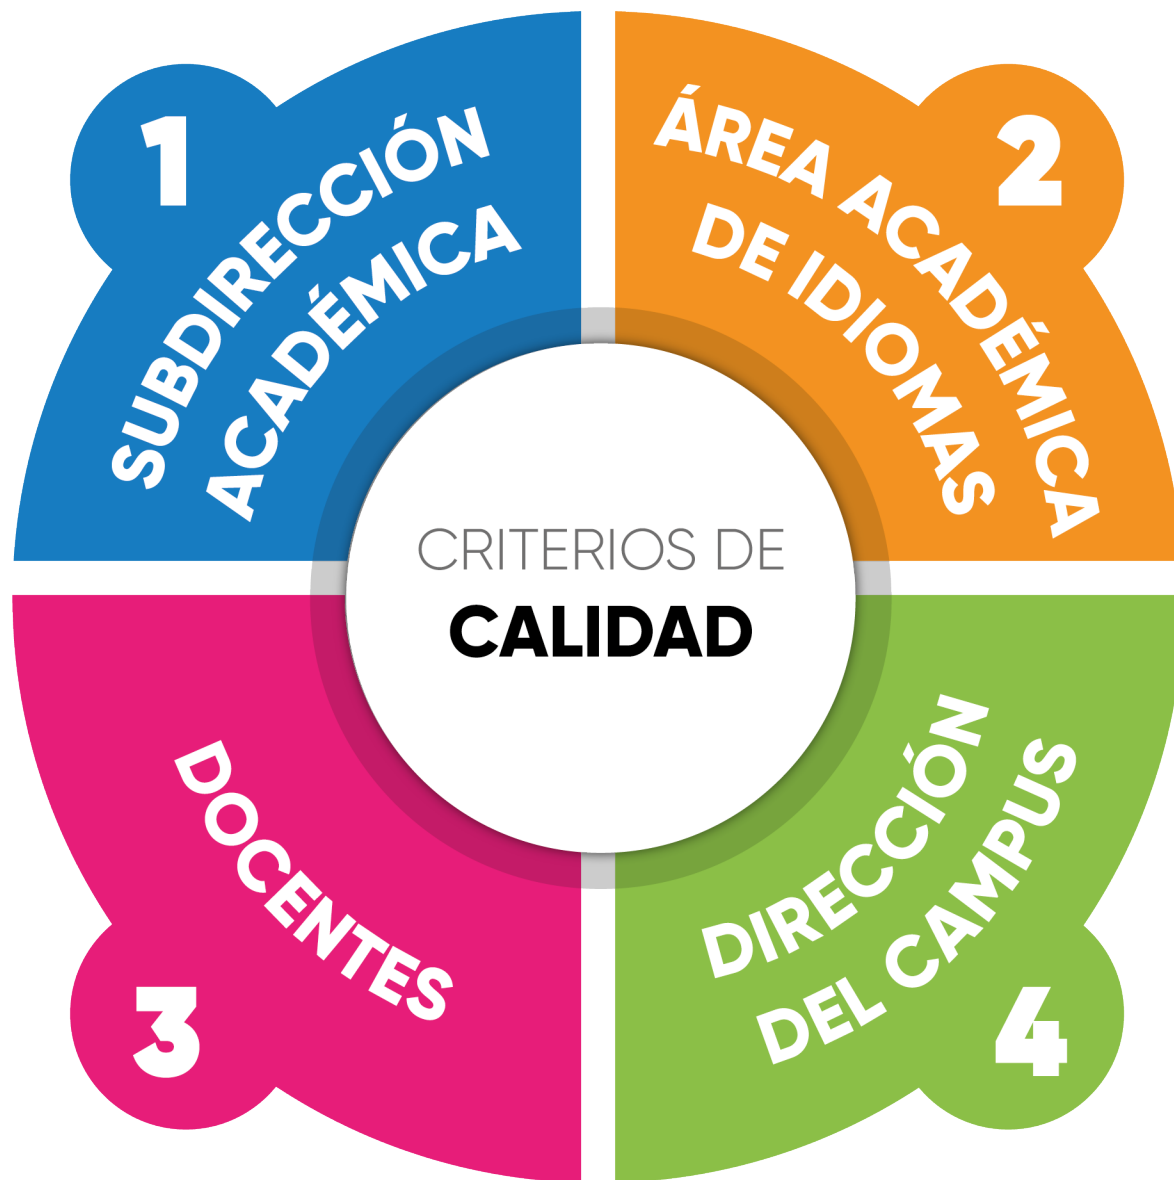 1
SUBDIRECCIÓN
ACADÉMICA
2
ÁREA ACADÉMICA
DE IDIOMAS
CRITERIOS DE
CALIDAD
3
DOCENTES
4
DIRECCIÓN
DEL CAMPUS